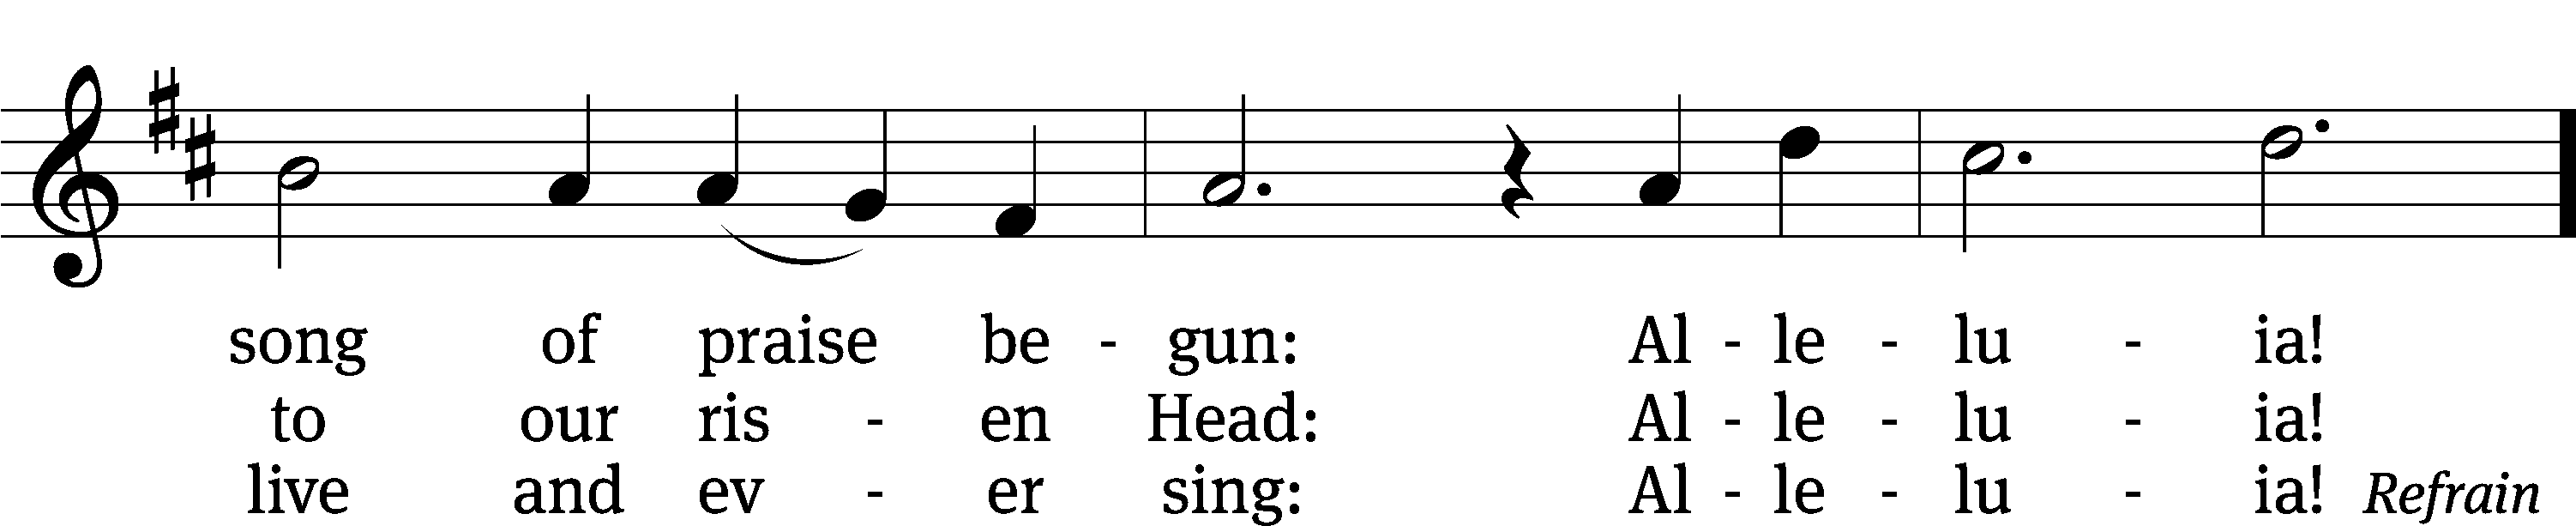 song of praise be - gun: Al - le - lu - ia!
to our ris - en Head: Al - le - lu - ia!
live and ev - er sing: Al - le - lu - ia! Refrain